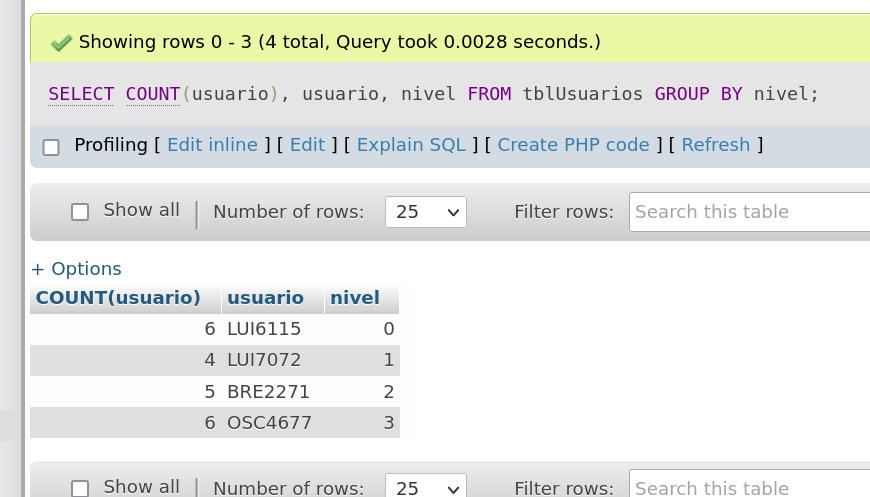 Showing rows 0 - 3 (4 total, Query took 0.0028 seconds.)
SELECT COUNT(usuario), usuario, nivel FROM tblUsuarios GROUP BY nivel;
Profiling [ Edit inline ] [ Edit ] [ Explain SQL ] [ Create PHP code ] [ Refresh ]
Show all Number of rows: 25 Filter rows: Search this table
+ Options
COUNT(usuario) usuario nivel
6 LUI6115 0
4 LUI7072 1
5 BRE2271 2
6 OSC4677 3
Show all Number of rows: 25 Filter rows: Search this table